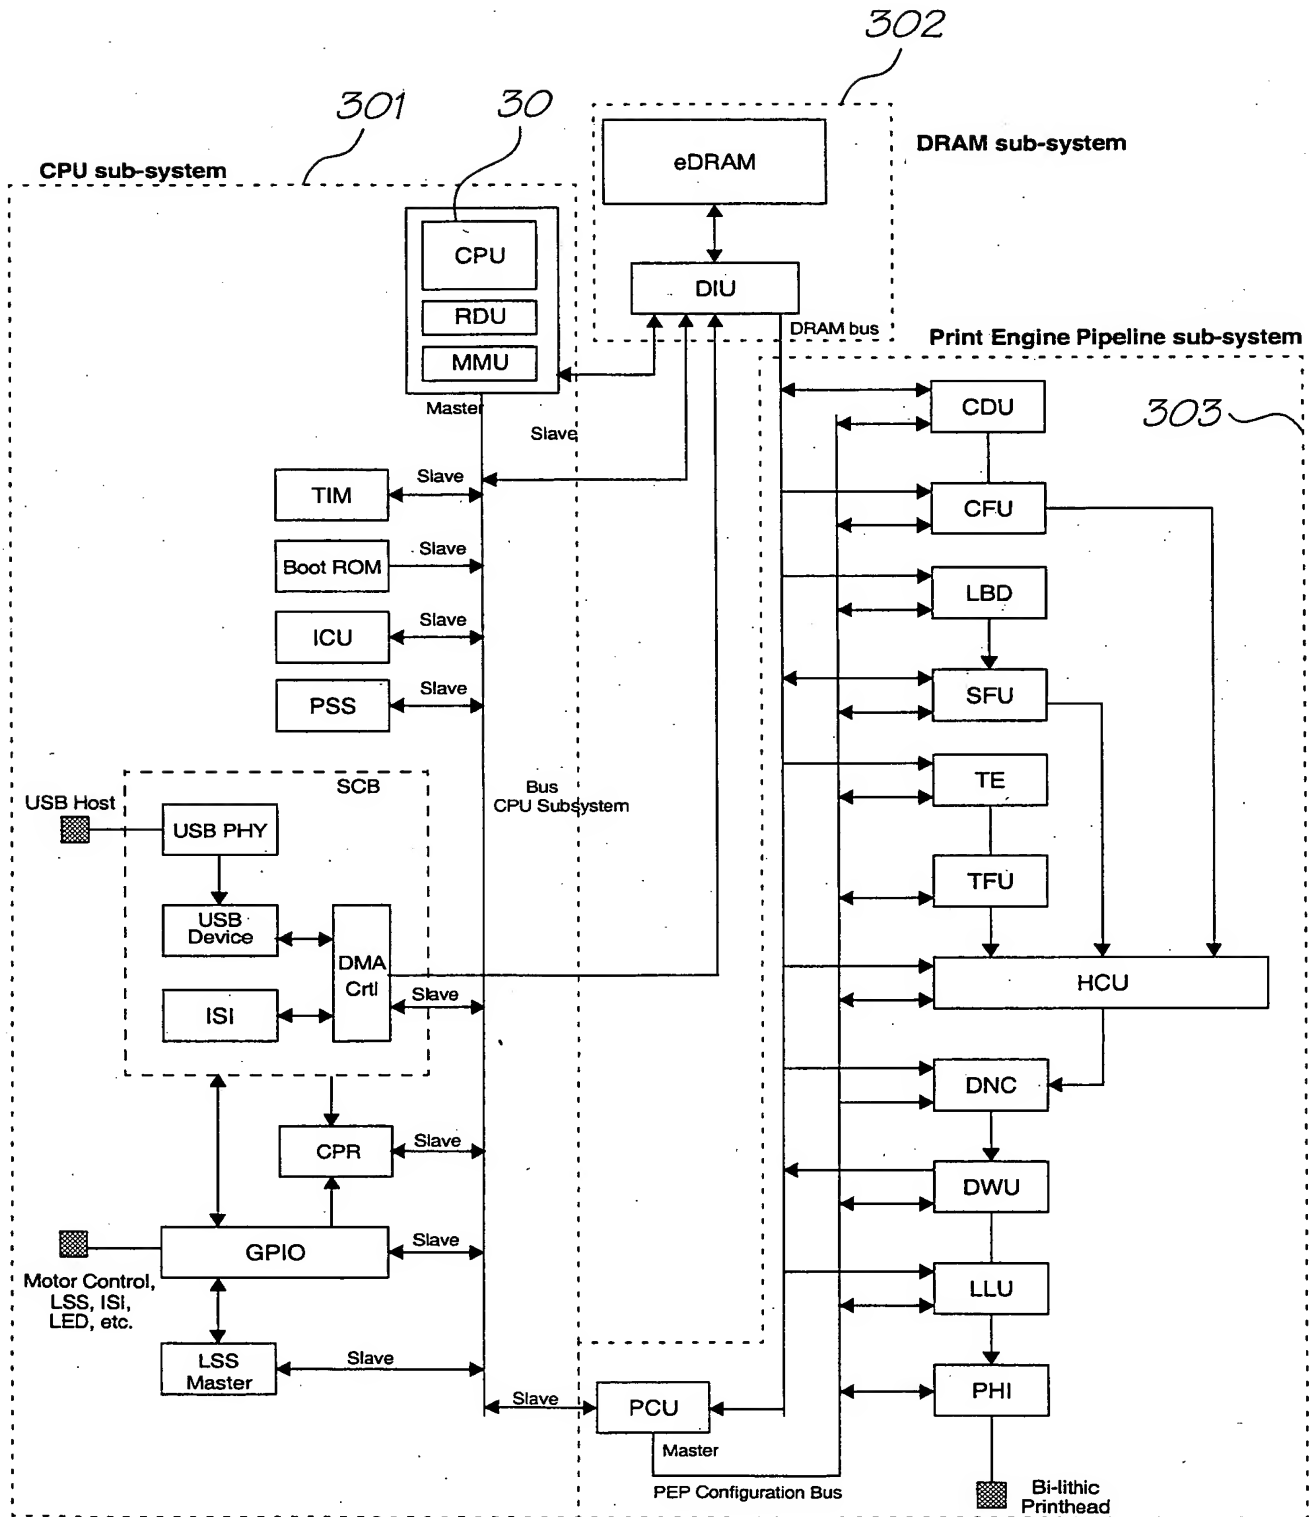 302
301
30
CPU sub-system
DRAM sub-system
eDRAM
CPU
RDU
MMU
DIU
DRAM bus
Print Engine Pipeline sub-system
Master
Slave
303
CDU
TIM
Slave
CFU
Boot ROM
Slave
LBD
ICU
Slave
PSS
Slave
SFU
SCB
Bus
CPU Subsystem
TE
USB Host
USB PHY
TFU
USB
Device
DMA
Crtl
Slave
HCU
ISI
DNC
CPR
Slave
DWU
GPIO
Slave
Motor Control,
LSS, ISI,
LED, etc.
LLU
LSS
Master
Slave
PHI
Slave
PCU
Master
PEP Configuration Bus
Bi-lithic
Printhead